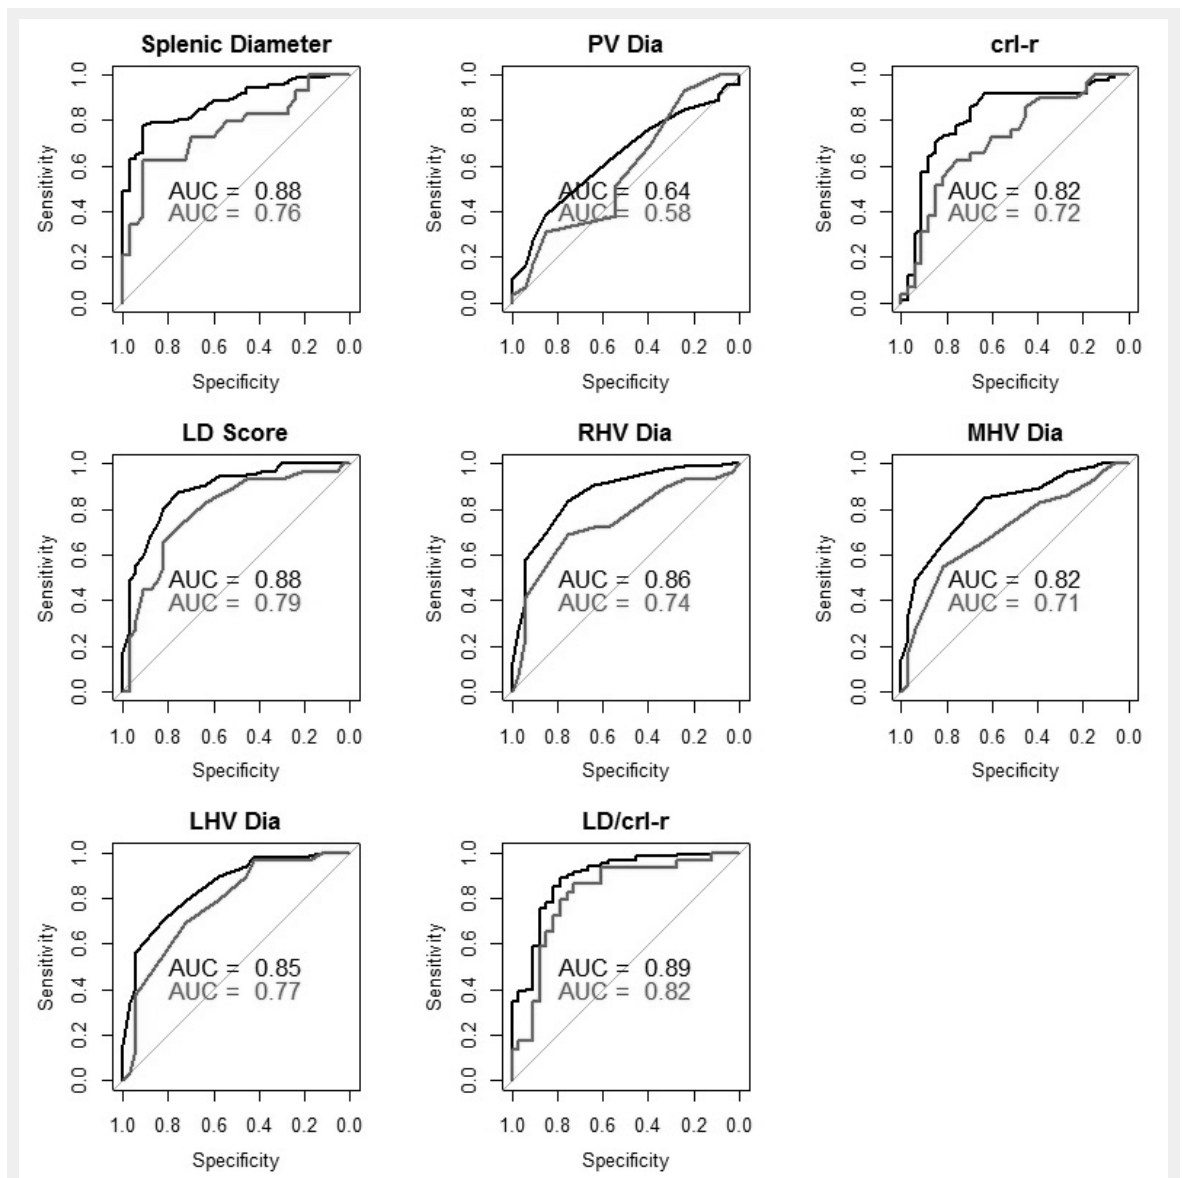 Splenic Diameter
Sensitivity
0.0 0.2 0.4 0.6 0.8 1.0
AUC = 0.88
AUC = 0.76
1.0 0.8 0.6 0.4 0.2 0.0
Specificity
PV Dia
Sensitivity
0.0 0.2 0.4 0.6 0.8 1.0
AUC = 0.64
AUC = 0.58
1.0 0.8 0.6 0.4 0.2 0.0
Specificity
crl-r
Sensitivity
0.0 0.2 0.4 0.6 0.8 1.0
AUC = 0.82
AUC = 0.72
1.0 0.8 0.6 0.4 0.2 0.0
Specificity
LD Score
Sensitivity
0.0 0.2 0.4 0.6 0.8 1.0
AUC = 0.88
AUC = 0.79
1.0 0.8 0.6 0.4 0.2 0.0
Specificity
RHV Dia
Sensitivity
0.0 0.2 0.4 0.6 0.8 1.0
AUC = 0.86
AUC = 0.74
1.0 0.8 0.6 0.4 0.2 0.0
Specificity
MHV Dia
Sensitivity
0.0 0.2 0.4 0.6 0.8 1.0
AUC = 0.82
AUC = 0.71
1.0 0.8 0.6 0.4 0.2 0.0
Specificity
LHV Dia
Sensitivity
0.0 0.2 0.4 0.6 0.8 1.0
AUC = 0.85
AUC = 0.77
1.0 0.8 0.6 0.4 0.2 0.0
Specificity
LD/crl-r
Sensitivity
0.0 0.2 0.4 0.6 0.8 1.0
AUC = 0.89
AUC = 0.82
1.0 0.8 0.6 0.4 0.2 0.0
Specificity